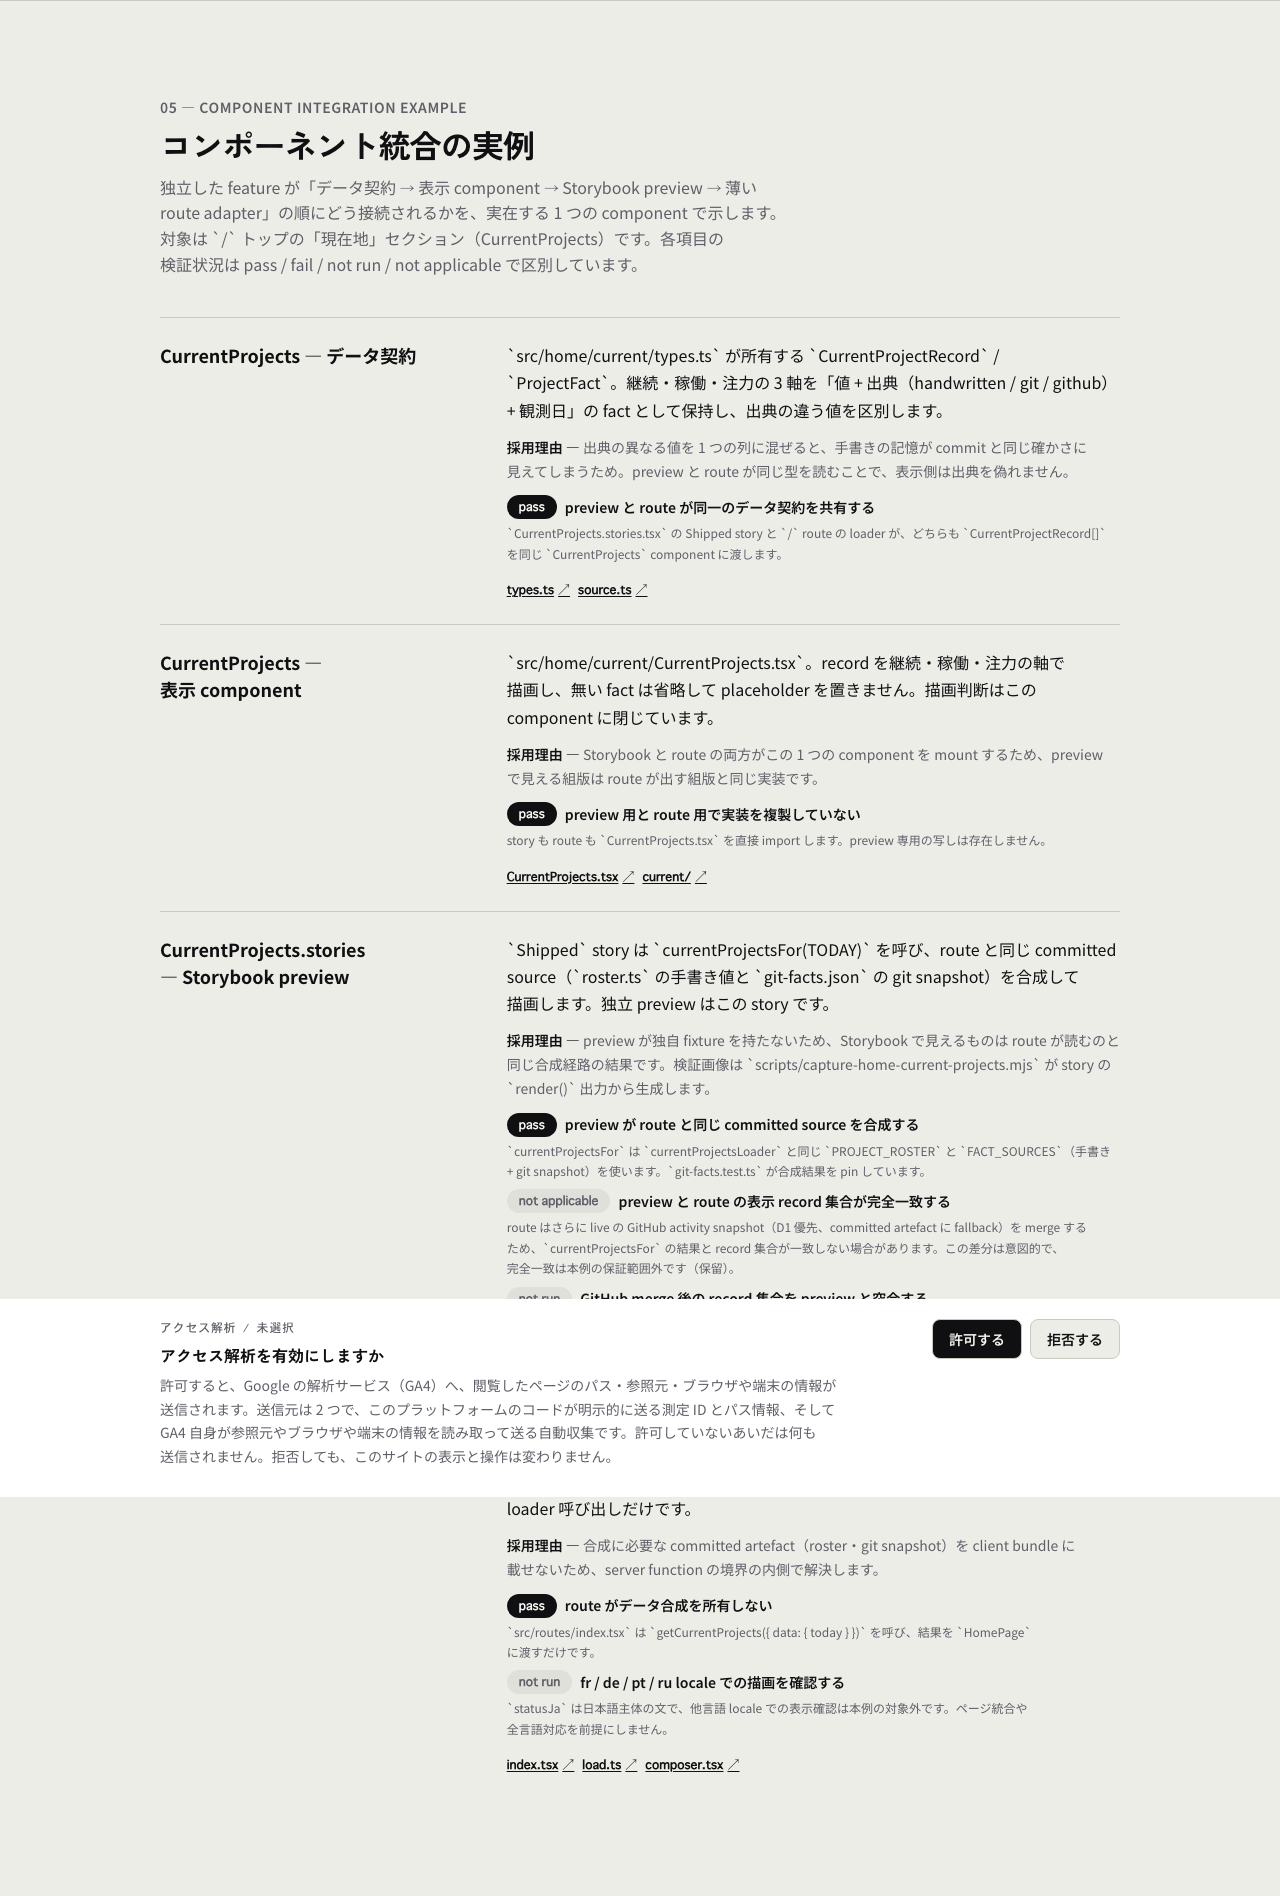 05 — COMPONENT INTEGRATION EXAMPLE
コンポーネント統合の実例
独立した feature が「データ契約 → 表示 component → Storybook preview → 薄い
route adapter」の順にどう接続されるかを、実在する 1 つの component で示します。
対象は `/` トップの「現在地」セクション（CurrentProjects）です。各項目の
検証状況は pass / fail / not run / not applicable で区別しています。
CurrentProjects — データ契約
`src/home/current/types.ts` が所有する `CurrentProjectRecord` /
`ProjectFact`。継続・稼働・注力の 3 軸を「値 + 出典（handwritten / git / github）
+ 観測日」の fact として保持し、出典の違う値を区別します。
採用理由 — 出典の異なる値を 1 つの列に混ぜると、手書きの記憶が commit と同じ確かさに
見えてしまうため。preview と route が同じ型を読むことで、表示側は出典を偽れません。
pass preview と route が同一のデータ契約を共有する
`CurrentProjects.stories.tsx` の Shipped story と `/` route の loader が、どちらも `CurrentProjectRecord[]`
を同じ `CurrentProjects` component に渡します。
types.ts ↗ source.ts ↗
CurrentProjects —
表示 component
`src/home/current/CurrentProjects.tsx`。record を継続・稼働・注力の軸で
描画し、無い fact は省略して placeholder を置きません。描画判断はこの
component に閉じています。
採用理由 — Storybook と route の両方がこの 1 つの component を mount するため、preview
で見える組版は route が出す組版と同じ実装です。
pass preview 用と route 用で実装を複製していない
story も route も `CurrentProjects.tsx` を直接 import します。preview 専用の写しは存在しません。
CurrentProjects.tsx ↗ current/ ↗
CurrentProjects.stories
— Storybook preview
`Shipped` story は `currentProjectsFor(TODAY)` を呼び、route と同じ committed
source（`roster.ts` の手書き値と `git-facts.json` の git snapshot）を合成して
描画します。独立 preview はこの story です。
採用理由 — preview が独自 fixture を持たないため、Storybook で見えるものは route が読むのと
同じ合成経路の結果です。検証画像は `scripts/capture-home-current-projects.mjs` が story の
`render()` 出力から生成します。
pass preview が route と同じ committed source を合成する
`currentProjectsFor` は `currentProjectsLoader` と同じ `PROJECT_ROSTER` と `FACT_SOURCES`（手書き
+ git snapshot）を使います。`git-facts.test.ts` が合成結果を pin しています。
not applicable preview と route の表示 record 集合が完全一致する
route はさらに live の GitHub activity snapshot（D1 優先、committed artefact に fallback）を merge する
ため、`currentProjectsFor` の結果と record 集合が一致しない場合があります。この差分は意図的で、
完全一致は本例の保証範囲外です（保留）。
not run GitHub merge 後の record 集合を preview と突合する
アクセス解析 / 未選択
アクセス解析を有効にしますか
許可すると、Google の解析サービス（GA4）へ、閲覧したページのパス・参照元・ブラウザや端末の情報が
送信されます。送信元は 2 つで、このプラットフォームのコードが明示的に送る測定 ID とパス情報、そして
GA4 自身が参照元やブラウザや端末の情報を読み取って送る自動収集です。許可していないあいだは何も
送信されません。拒否しても、このサイトの表示と操作は変わりません。
許可する 拒否する
loader 呼び出しだけです。
採用理由 — 合成に必要な committed artefact（roster・git snapshot）を client bundle に
載せないため、server function の境界の内側で解決します。
pass route がデータ合成を所有しない
`src/routes/index.tsx` は `getCurrentProjects({ data: { today } })` を呼び、結果を `HomePage`
に渡すだけです。
not run fr / de / pt / ru locale での描画を確認する
`statusJa` は日本語主体の文で、他言語 locale での表示確認は本例の対象外です。ページ統合や
全言語対応を前提にしません。
index.tsx ↗ load.ts ↗ composer.tsx ↗